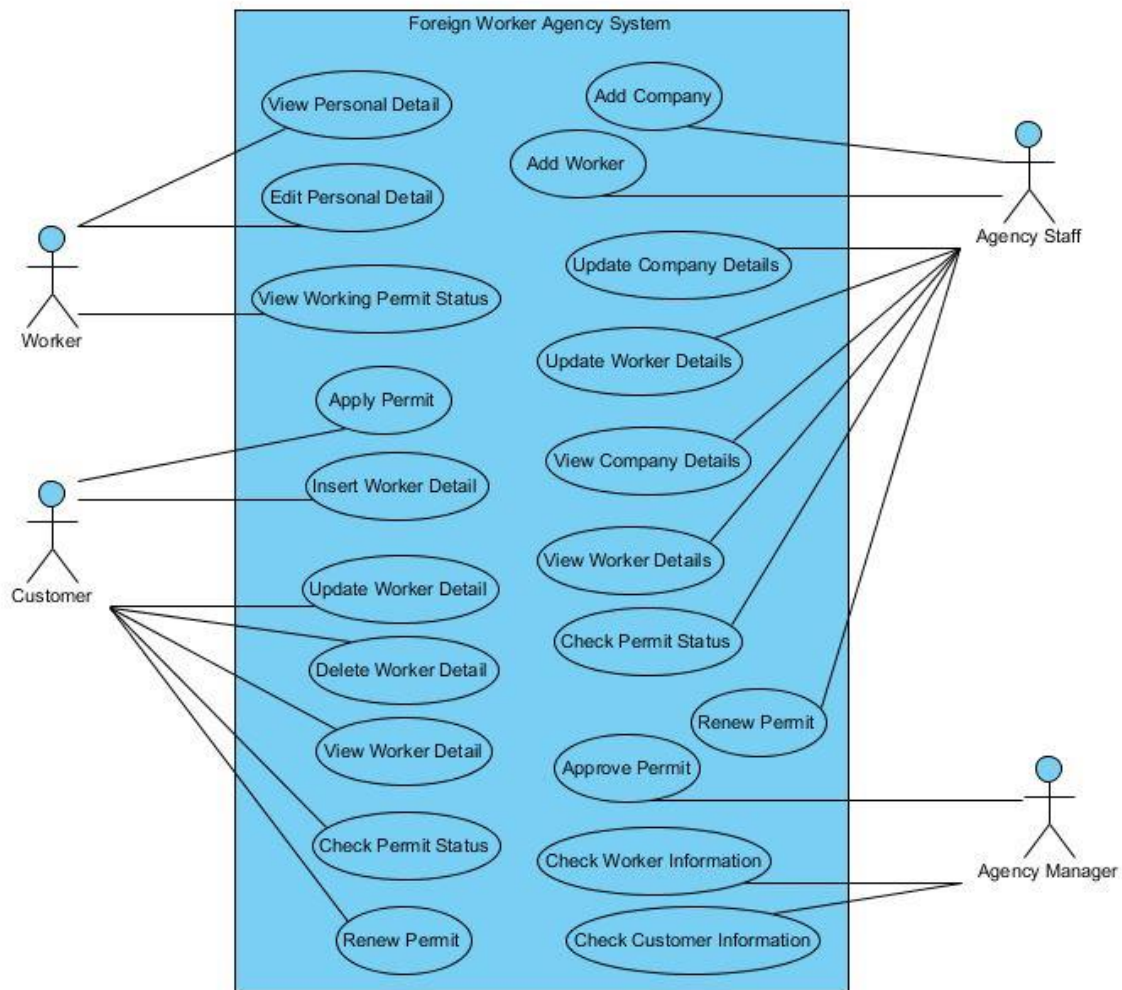 Foreign Worker Agency System
View Personal Detail
Edit Personal Detail
View Working Permit Status
Worker
Apply Permit
Insert Worker Detail
Customer
Update Worker Detail
Delete Worker Detail
View Worker Detail
Check Permit Status
Renew Permit
Add Company
Add Worker
Agency Staff
Update Company Details
Update Worker Details
View Company Details
View Worker Details
Check Permit Status
Renew Permit
Approve Permit
Check Worker Information
Agency Manager
Check Customer Information